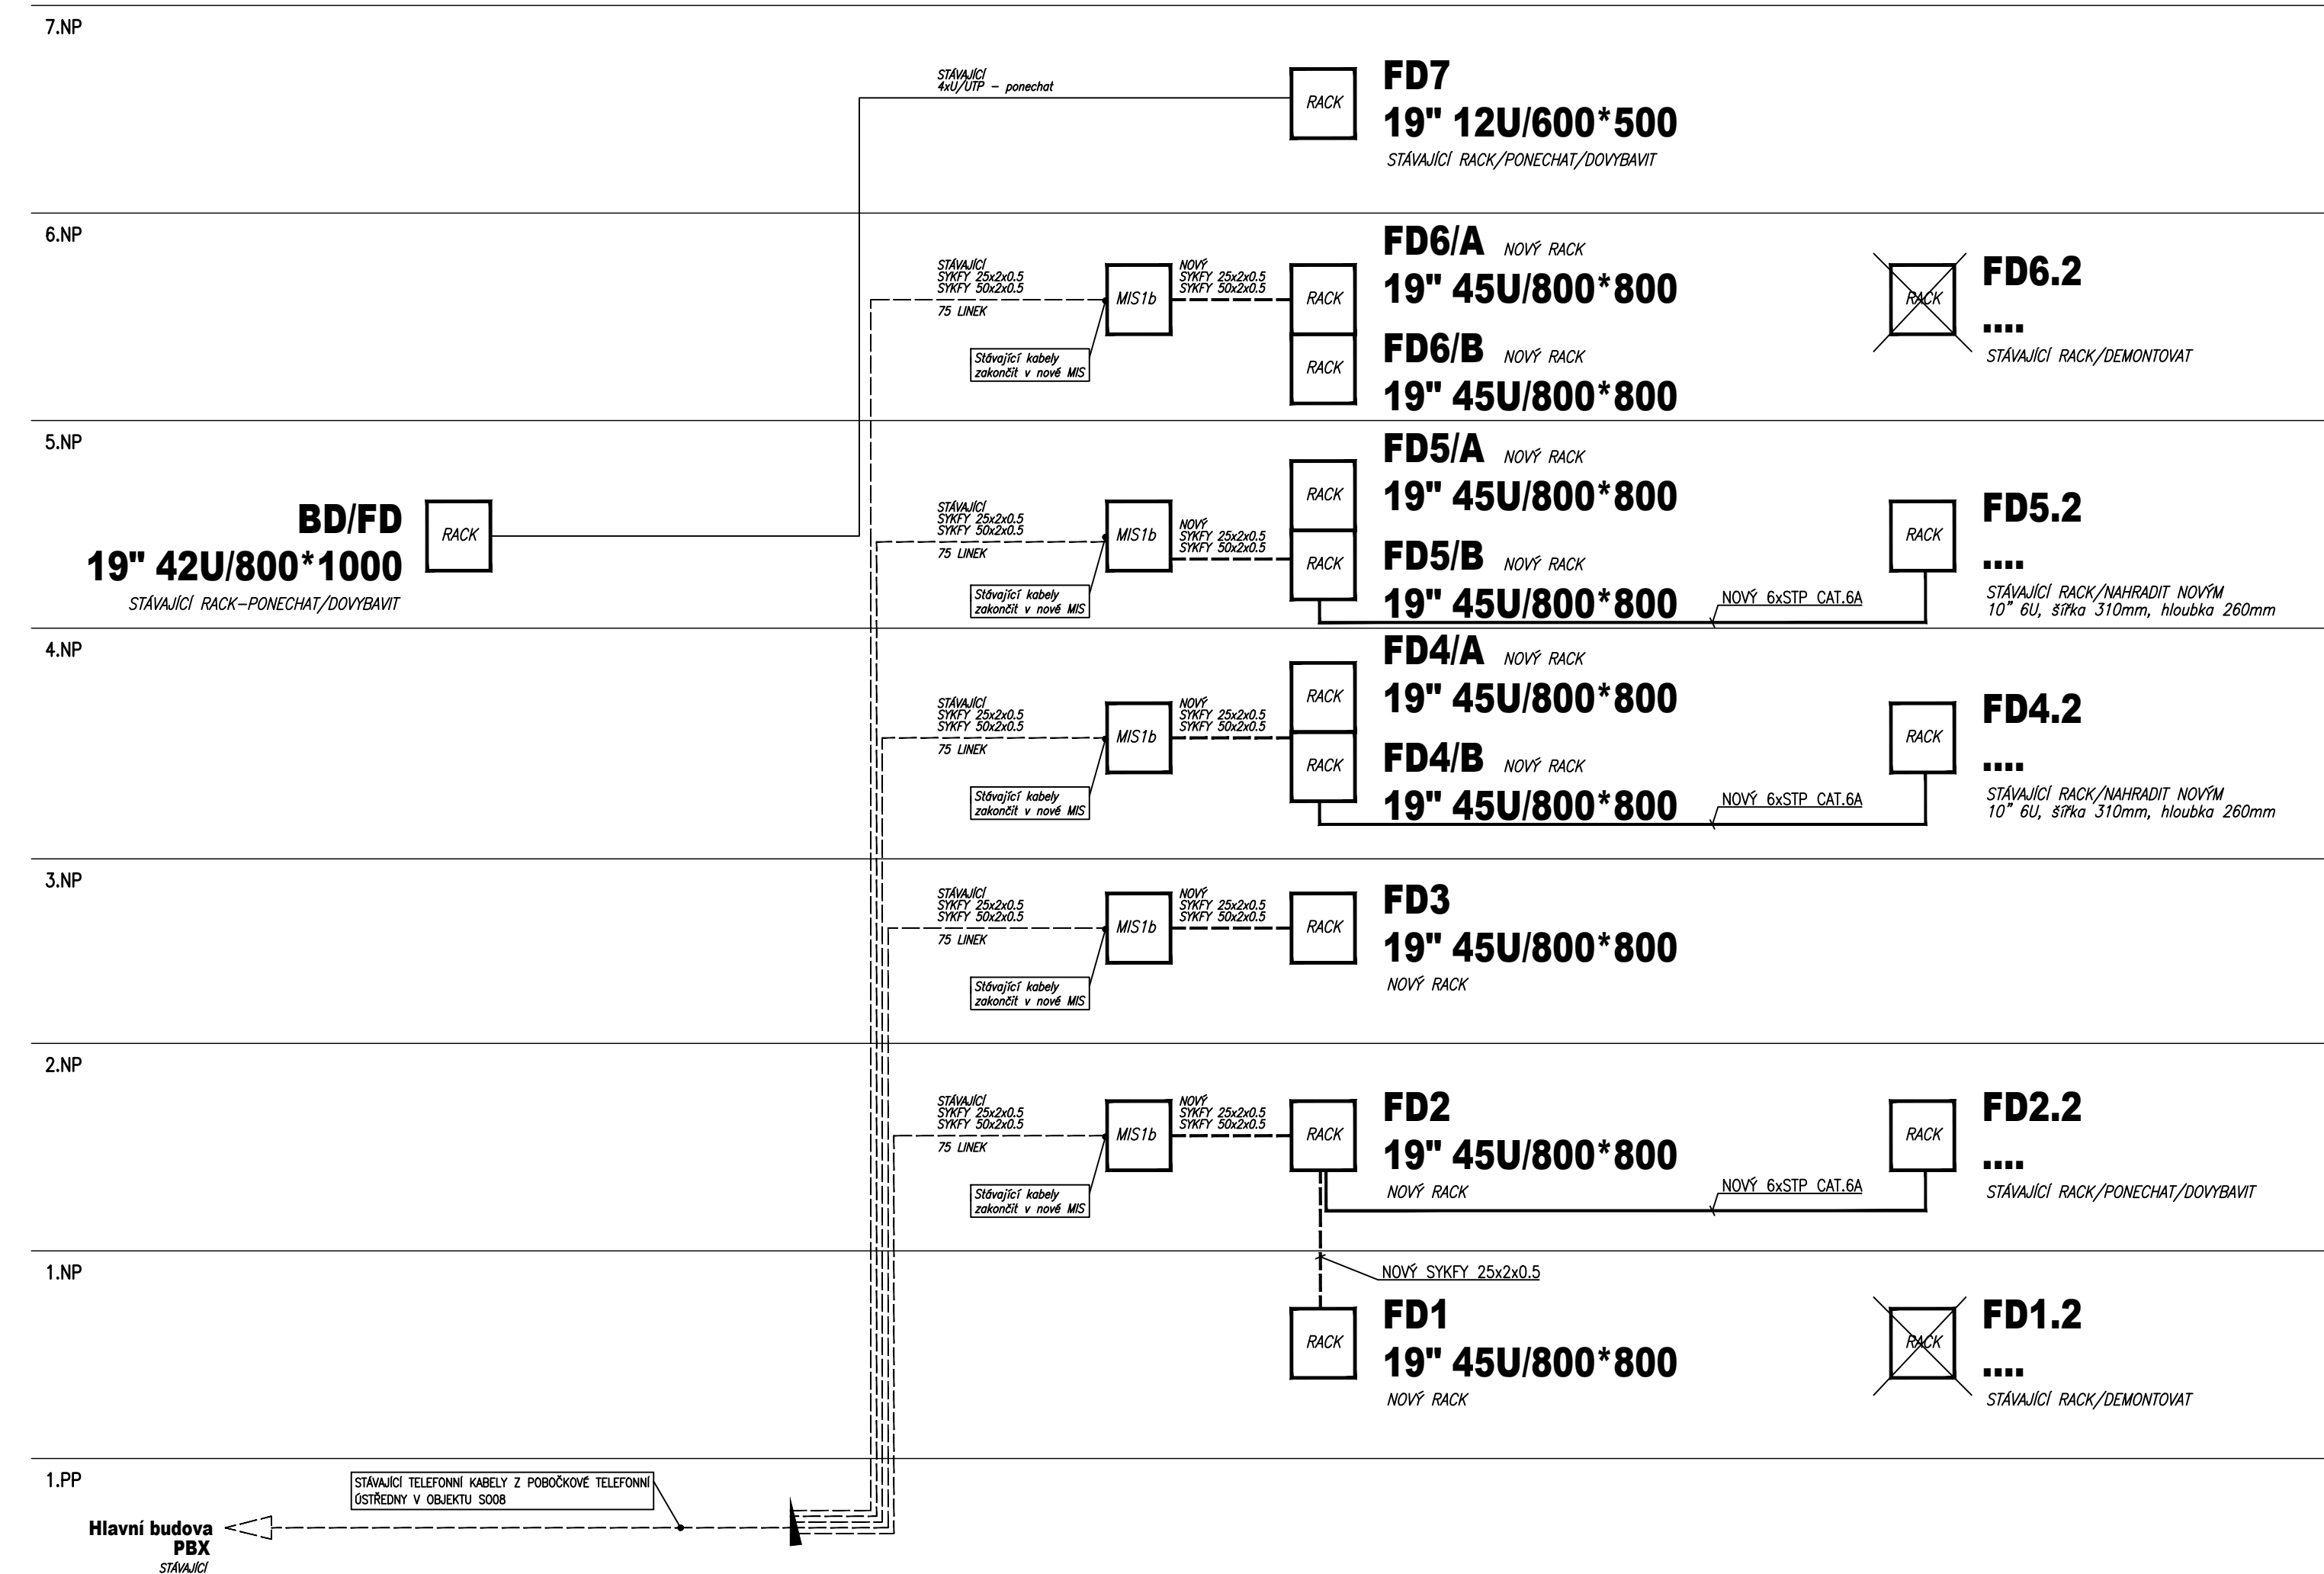 7.NP
STÁVAJÍCÍ
4xU/UTP – ponechat
RACK
FD7
19" 12U/600*500
STÁVAJÍCÍ RACK/PONECHAT/DOVYBAVIT
6.NP
STÁVAJÍCÍ
SYKFY 25x2x0.5
SYKFY 50x2x0.5
75 LINEK
Stávající kabely
zakončit v nové MIS
MIS1b
NOVÝ
SYKFY 25x2x0.5
SYKFY 50x2x0.5
RACK
RACK
FD6/A NOVÝ RACK
19" 45U/800*800
FD6/B NOVÝ RACK
19" 45U/800*800
RACK
FD6.2
....
STÁVAJÍCÍ RACK/DEMONTOVAT
5.NP
BD/FD
19" 42U/800*1000
STÁVAJÍCÍ RACK–PONECHAT/DOVYBAVIT
RACK
STÁVAJÍCÍ
SYKFY 25x2x0.5
SYKFY 50x2x0.5
75 LINEK
Stávající kabely
zakončit v nové MIS
MIS1b
NOVÝ
SYKFY 25x2x0.5
SYKFY 50x2x0.5
RACK
RACK
FD5/A NOVÝ RACK
19" 45U/800*800
FD5/B NOVÝ RACK
19" 45U/800*800
NOVÝ 6xSTP CAT.6A
RACK
FD5.2
....
STÁVAJÍCÍ RACK/NAHRADIT NOVÝM
10" 6U, šířka 310mm, hloubka 260mm
4.NP
STÁVAJÍCÍ
SYKFY 25x2x0.5
SYKFY 50x2x0.5
75 LINEK
Stávající kabely
zakončit v nové MIS
MIS1b
NOVÝ
SYKFY 25x2x0.5
SYKFY 50x2x0.5
RACK
RACK
FD4/A NOVÝ RACK
19" 45U/800*800
FD4/B NOVÝ RACK
19" 45U/800*800
NOVÝ 6xSTP CAT.6A
RACK
FD4.2
....
STÁVAJÍCÍ RACK/NAHRADIT NOVÝM
10" 6U, šířka 310mm, hloubka 260mm
3.NP
STÁVAJÍCÍ
SYKFY 25x2x0.5
SYKFY 50x2x0.5
75 LINEK
Stávající kabely
zakončit v nové MIS
MIS1b
NOVÝ
SYKFY 25x2x0.5
SYKFY 50x2x0.5
RACK
FD3
19" 45U/800*800
NOVÝ RACK
2.NP
STÁVAJÍCÍ
SYKFY 25x2x0.5
SYKFY 50x2x0.5
75 LINEK
Stávající kabely
zakončit v nové MIS
MIS1b
NOVÝ
SYKFY 25x2x0.5
SYKFY 50x2x0.5
RACK
FD2
19" 45U/800*800
NOVÝ RACK
NOVÝ 6xSTP CAT.6A
RACK
FD2.2
....
STÁVAJÍCÍ RACK/PONECHAT/DOVYBAVIT
1.NP
NOVÝ SYKFY 25x2x0.5
RACK
FD1
19" 45U/800*800
NOVÝ RACK
RACK
FD1.2
....
STÁVAJÍCÍ RACK/DEMONTOVAT
1.PP
STÁVAJÍCÍ TELEFONNÍ KABELY Z POBOČKOVÉ TELEFONNÍ
ÚSTŘEDNY V OBJEKTU SO08
Hlavní budova
PBX
STÁVAJÍCÍ